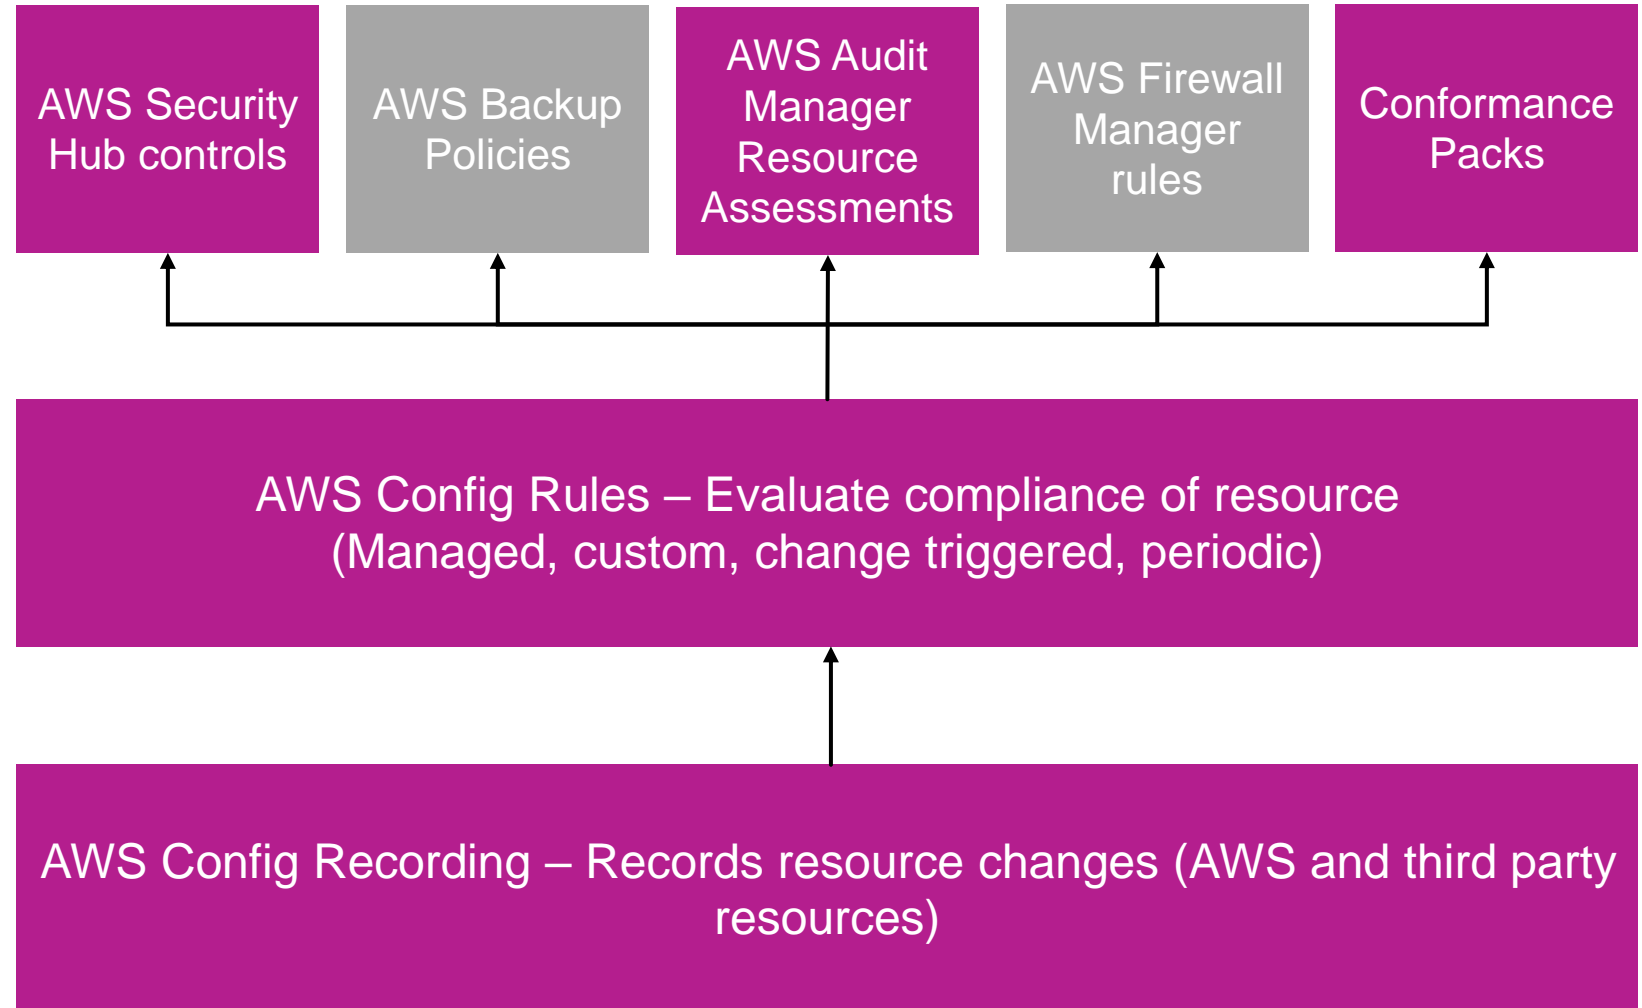 AWS Security
Hub controls
AWS Backup
Policies
AWS Audit
Manager
Resource
Assessments
AWS Firewall
Manager
rules
Conformance
Packs
AWS Config Rules – Evaluate compliance of resource
(Managed, custom, change triggered, periodic)
AWS Config Recording – Records resource changes (AWS and third party
resources)